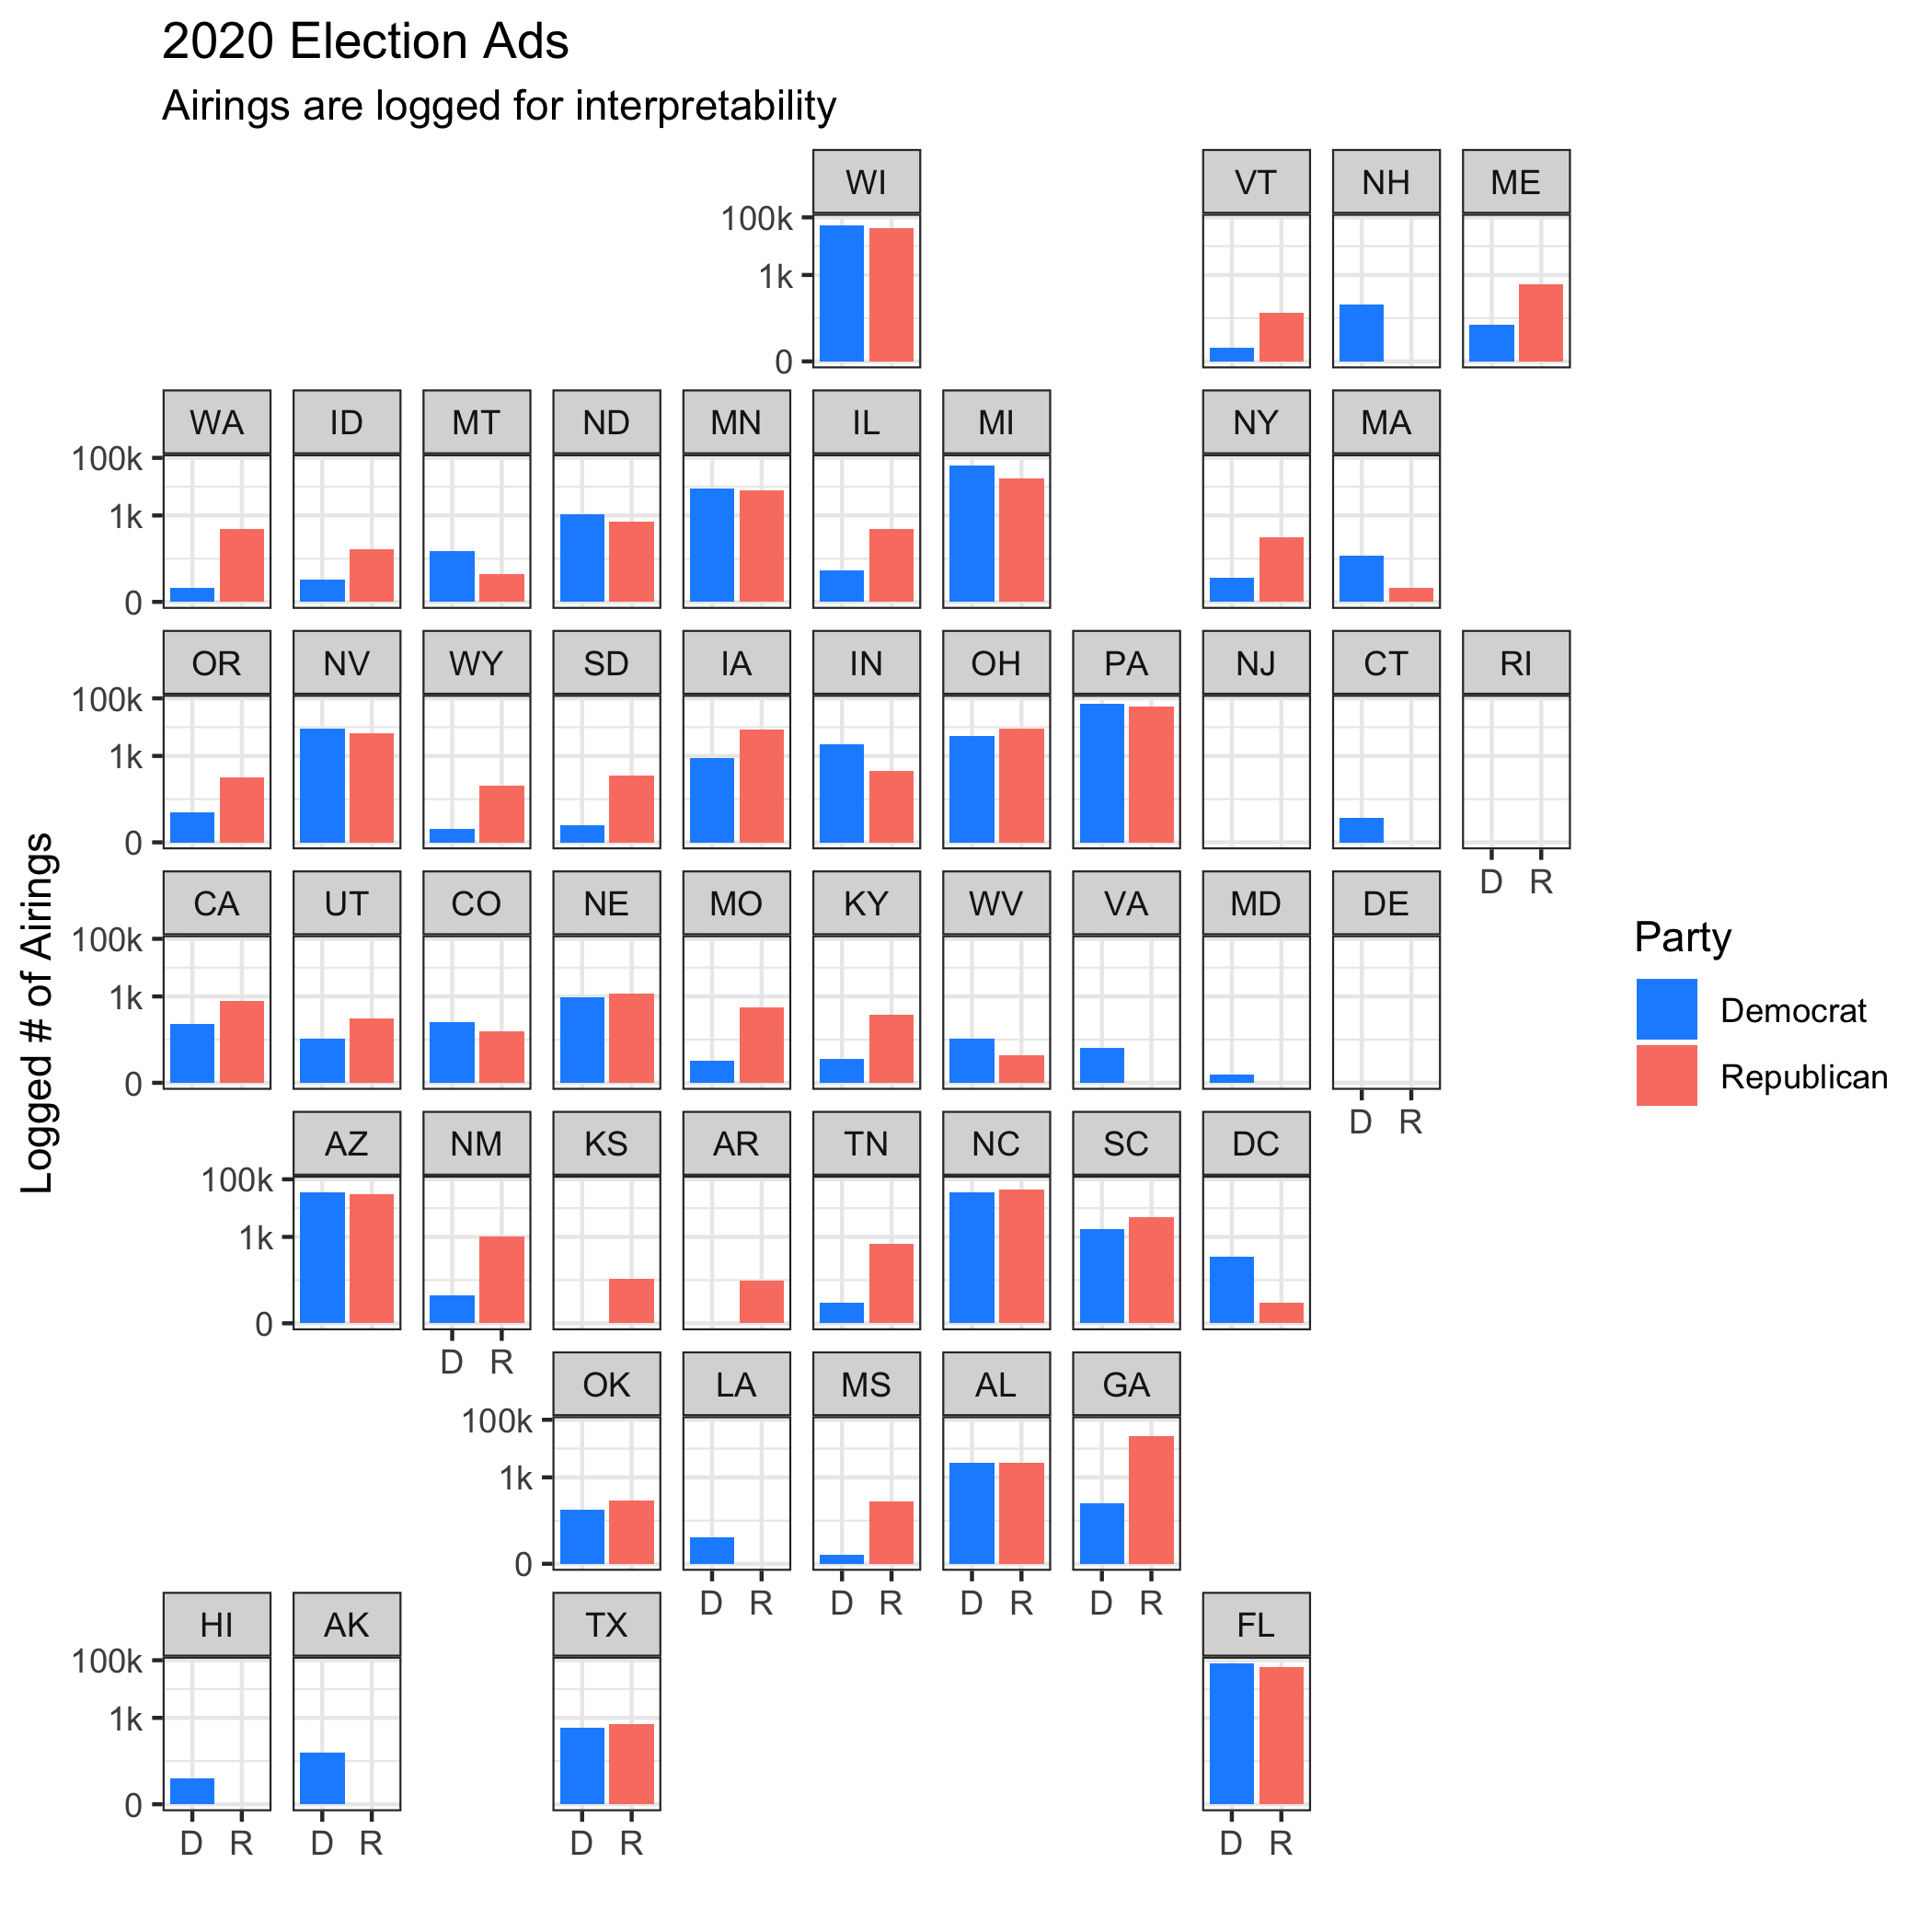 2020 Election Ads
Airings are logged for interpretability
WI VT NH ME
100k
1k
0
WA ID MT ND MN IL MI NY MA
100k
1k
0
OR NV WY SD IA IN OH PA NJ CT RI
100k
1k
0
D R
CA UT CO NE MO KY WV VA MD DE
100k
1k
0
D R
AZ NM KS AR TN NC SC DC
100k
1k
0
D R
OK LA MS AL GA
100k
1k
0
D R D R D R D R
HI AK TX FL
100k
1k
0
D R D R D R D R
Logged # of Airings
Party
Democrat
Republican